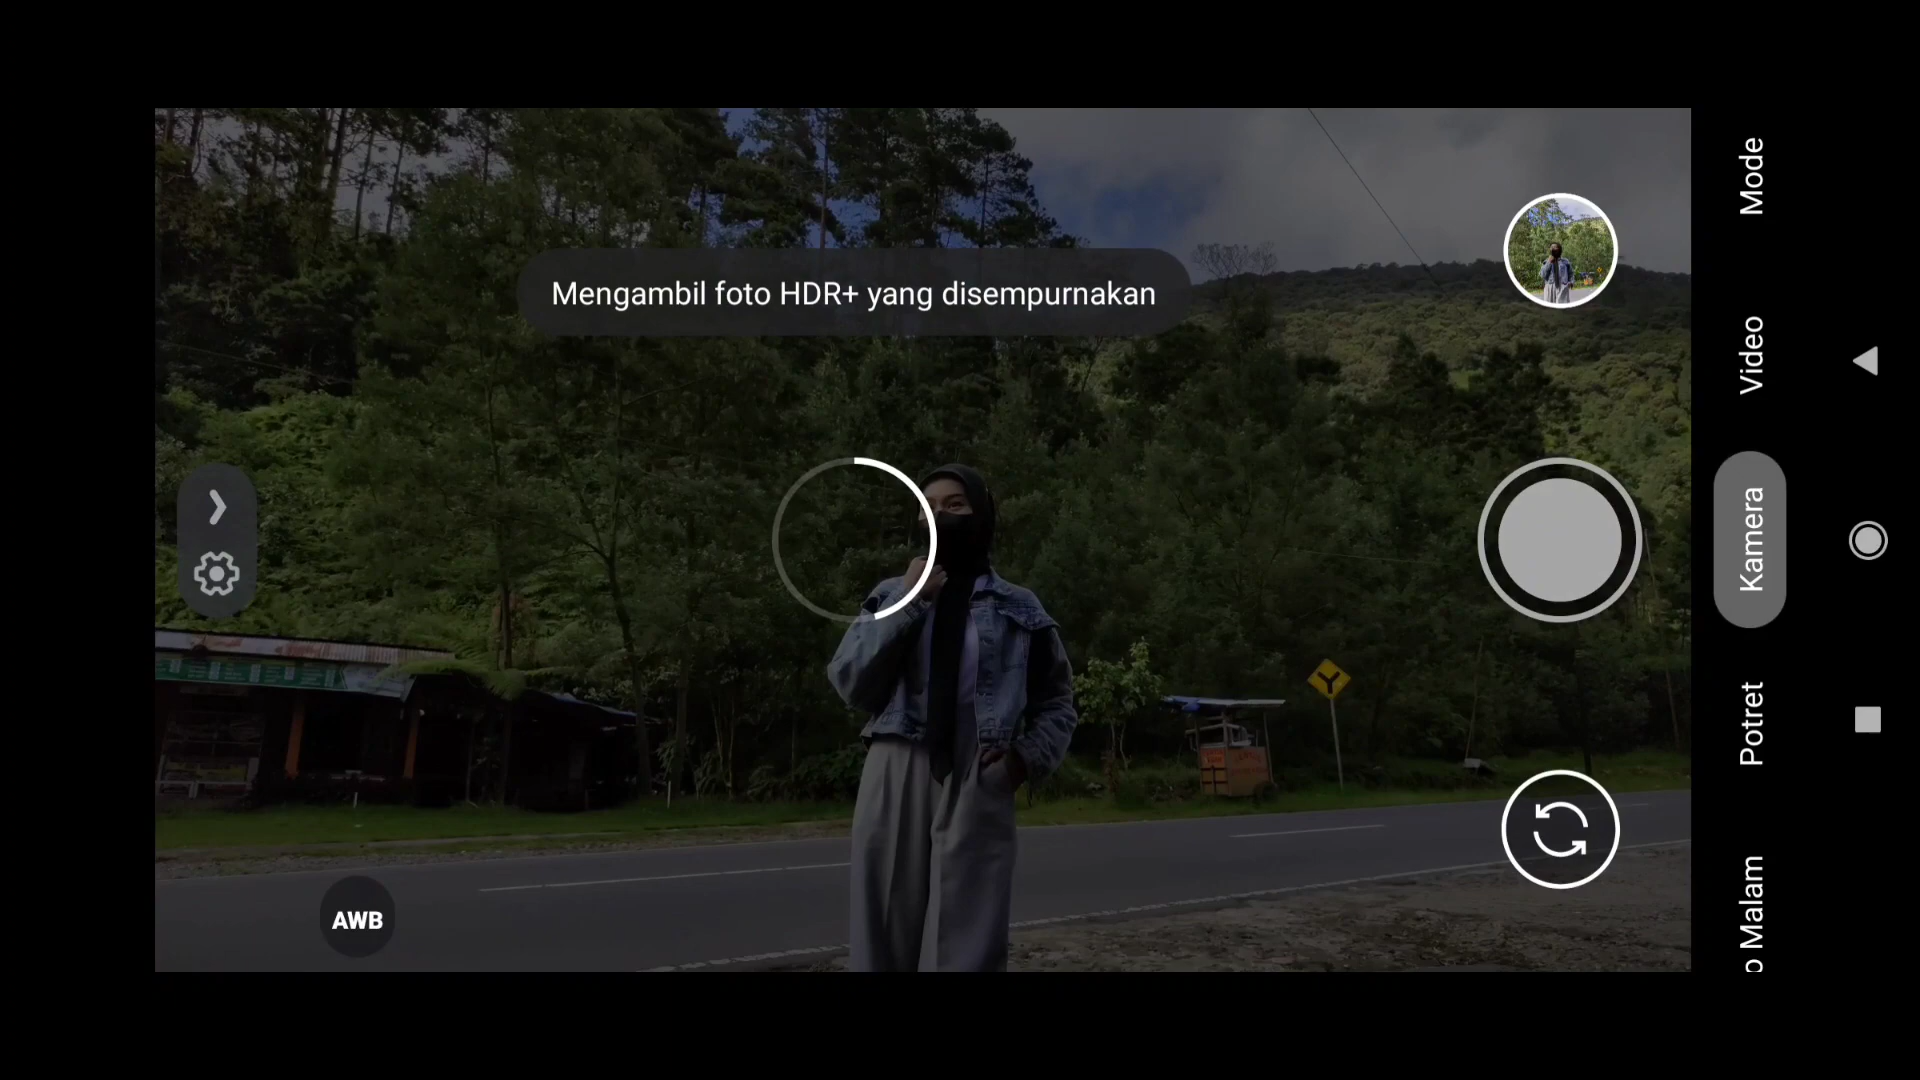 Mengambil foto HDR+ yang disempurnakan
AWB
Mode
Video
Kamera
Potret
o Malam